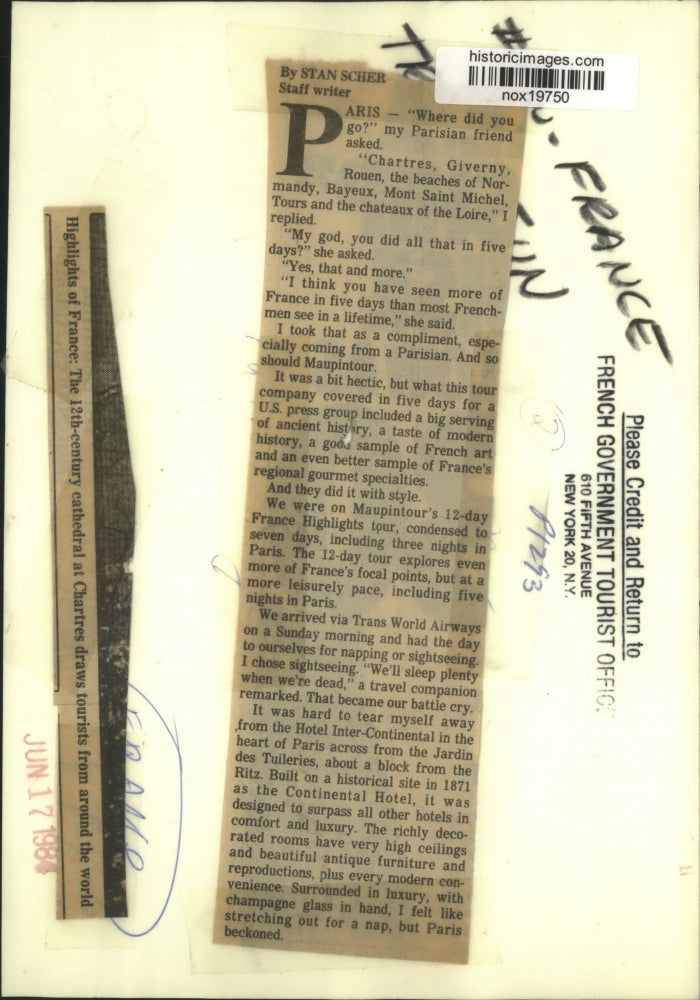 historicimages.com
nox19750
By STAN SCHER
Staff writer
PARIS — “Where did you
go?” my Parisian friend
asked.
“Chartres, Giverny,
Rouen, the beaches of Nor-
mandy, Bayeux, Mont Saint Michel,
Tours and the chateaux of the Loire,” I
replied.
“My god, you did all that in five
days?” she asked.
“Yes, that and more.”
“I think you have seen more of
France in five days than most French-
men see in a lifetime,” she said.
I took that as a compliment, espe-
cially coming from a Parisian. And so
should Maupintour.
It was a bit hectic, but what this tour
company covered in five days for a
U.S. press group included a big serving
of ancient history, a taste of modern
history, a good sample of French art
history, and an even better sample of France’s
regional gourmet specialties.
And they did it with style.
We were on Maupintour’s 12-day
France Highlights tour, condensed to
seven days, including three nights in
Paris. The 12-day tour explores even
more of France’s focal points, but at a
more leisurely pace, including five
nights in Paris.
We arrived via Trans World Airways
on a Sunday morning and had the day
to ourselves for napping or sightseeing.
I chose sightseeing. “We’ll sleep plenty
when we’re dead,” a travel companion
remarked. That became our battle cry.
It was hard to tear myself away
from the Hotel Inter-Continental in the
heart of Paris across from the Jardin
des Tuileries, about a block from the
Ritz. Built on a historical site in 1871
as the Continental Hotel, it was
designed to surpass all other hotels in
comfort and luxury. The richly deco-
rated rooms have very high ceilings
and beautiful antique furniture and
reproductions, plus every modern con-
venience. Surrounded in luxury, with
champagne glass in hand, I felt like
stretching out for a nap, but Paris
beckoned.
Highlights of France: The 12th-century cathedral at Chartres draws tourists from around the world
JUN 17 1984
FRANCE
Please Credit and Return to
FRENCH GOVERNMENT TOURIST OFFICE
610 FIFTH AVENUE
NEW YORK 20, N.Y.